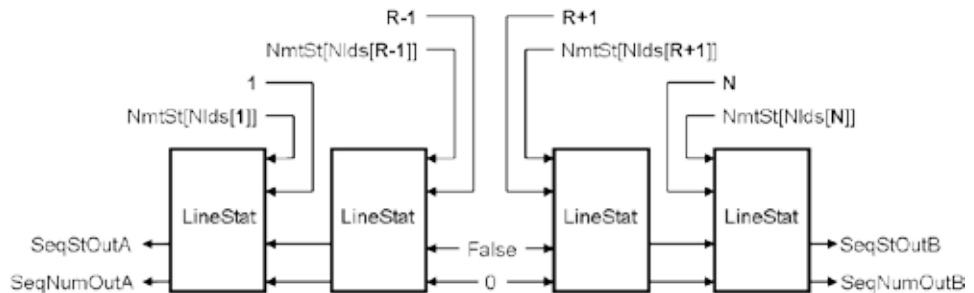 R-1
R+1
NmtSt[NIds[R-1]]
NmtSt[NIds[R+1]]
1
N
NmtSt[NIds[1]]
NmtSt[NIds[N]]
LineStat
LineStat
LineStat
LineStat
SeqStOutA
False
SeqStOutB
SeqNumOutA
0
SeqNumOutB